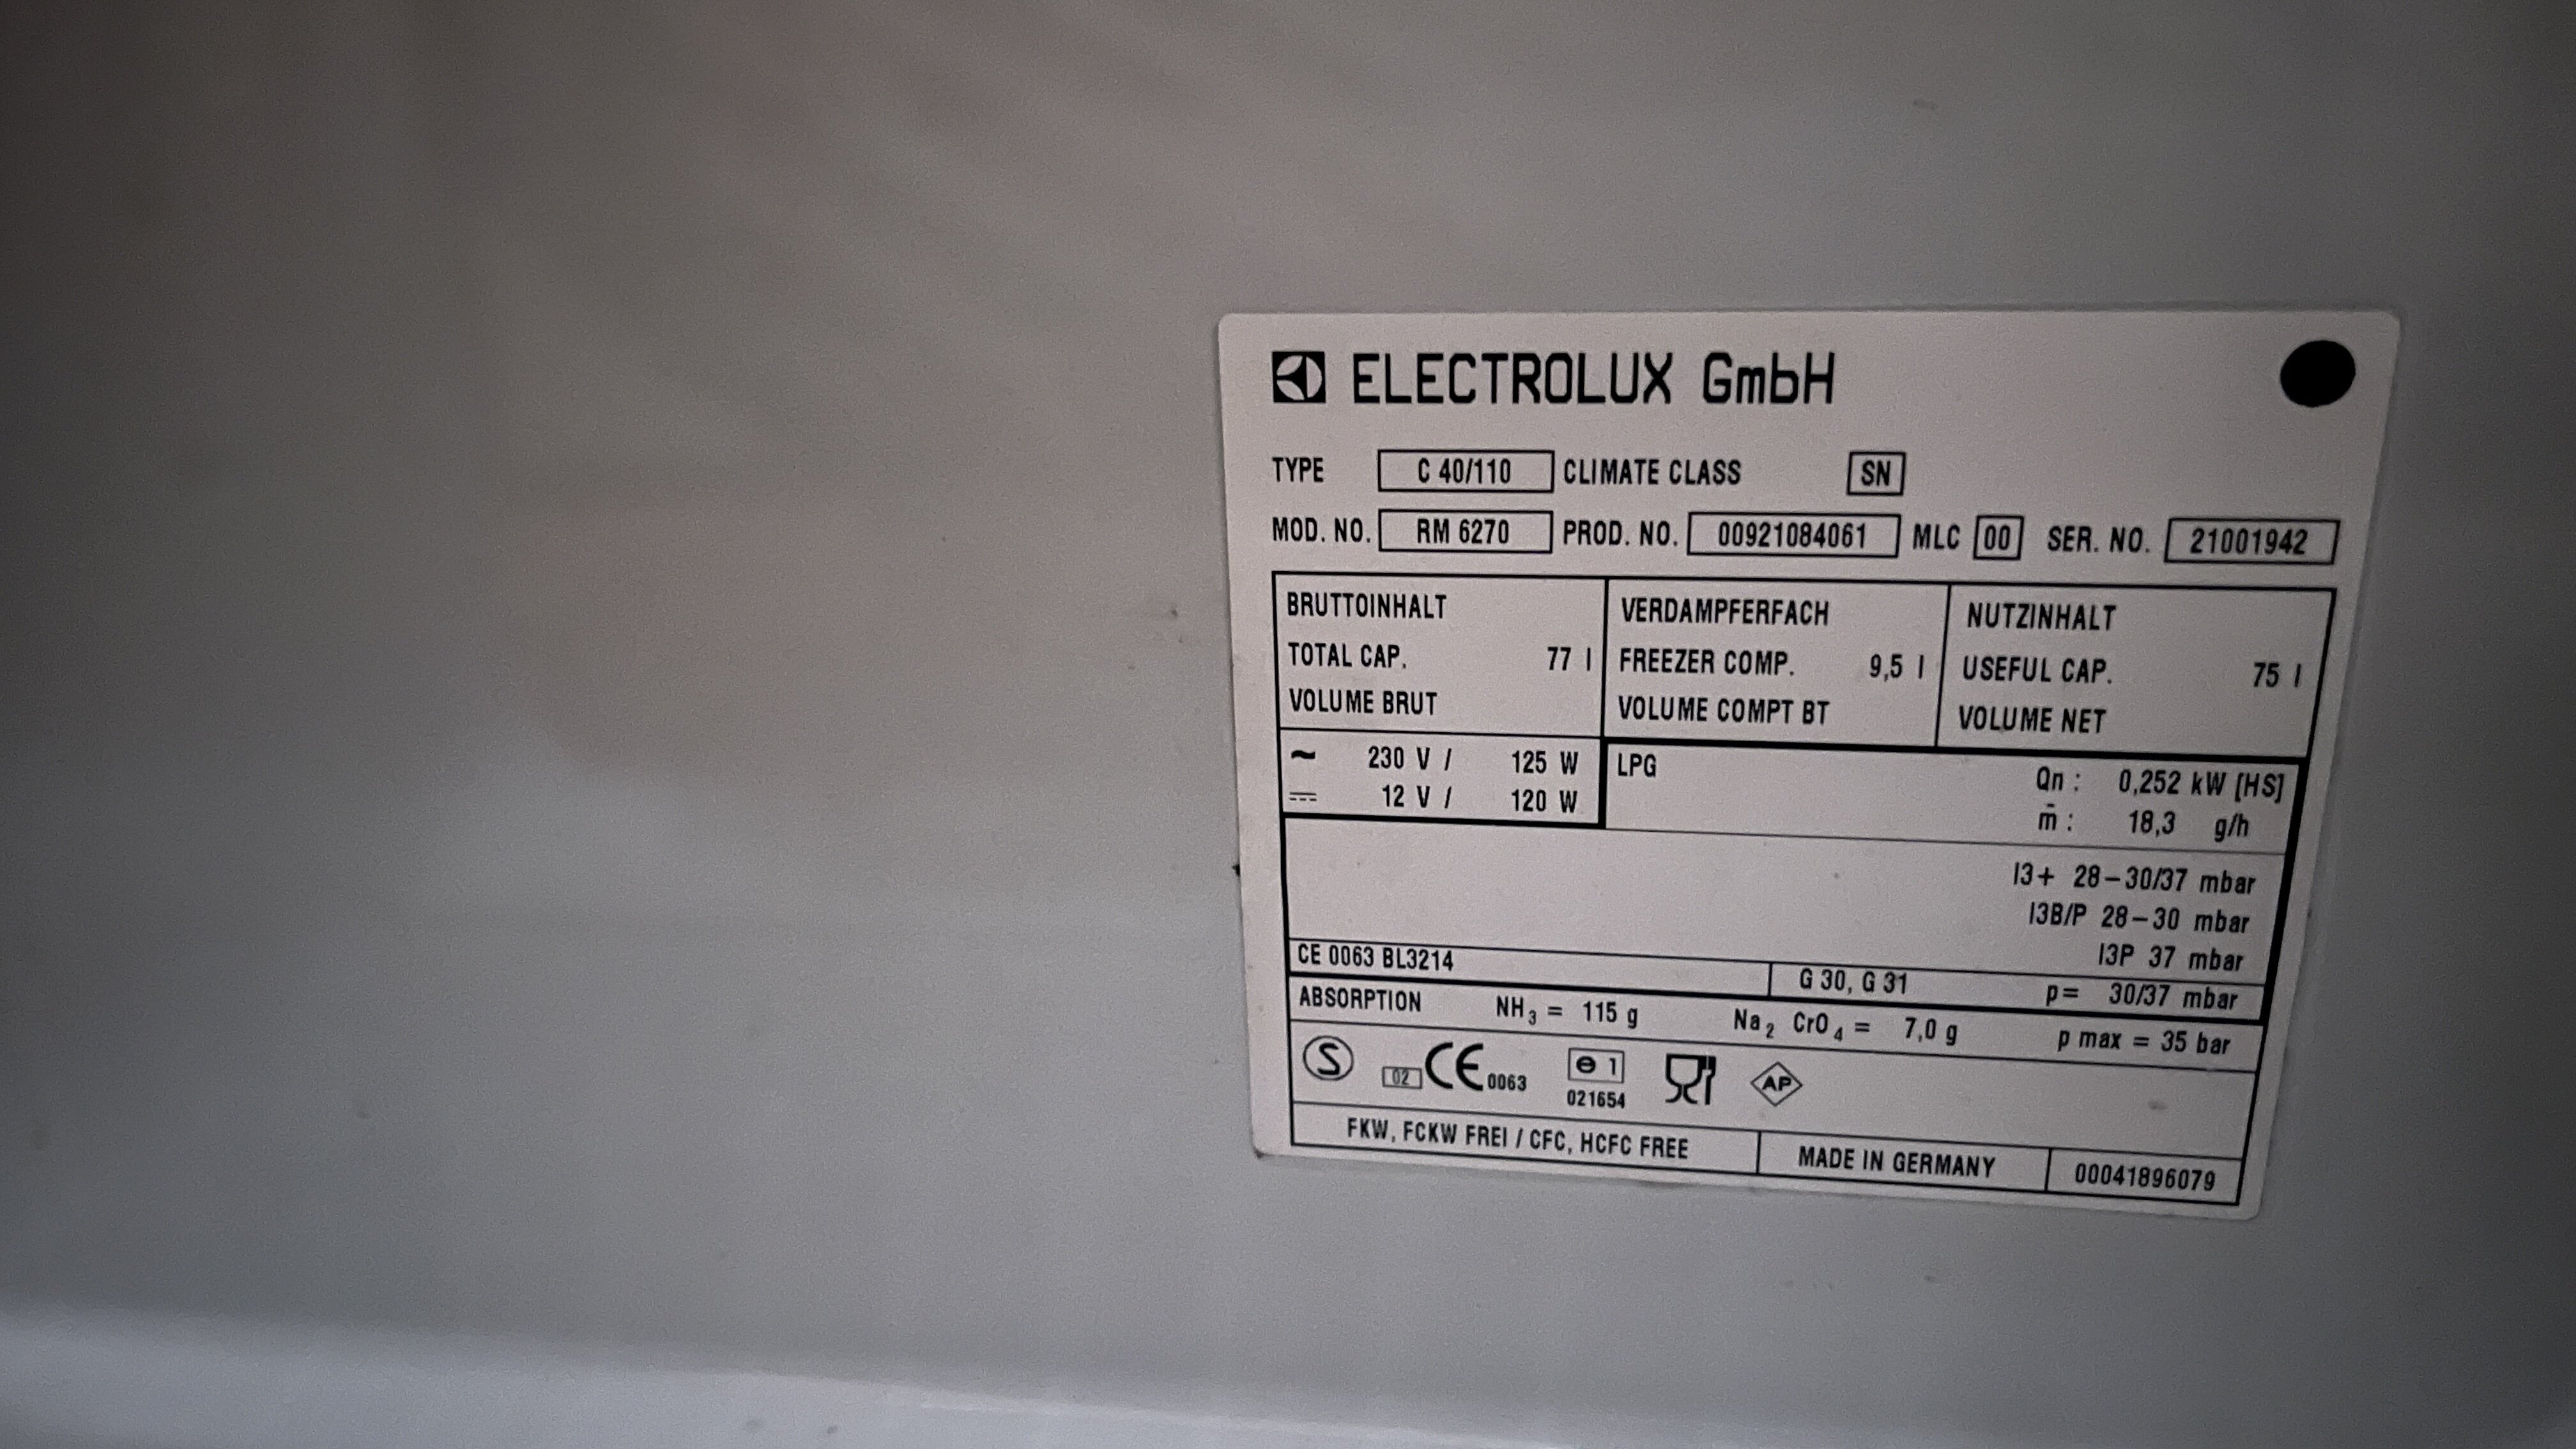 ELECTROLUX GmbH
TYPE C 40/110 CLIMATE CLASS SN
MOD. NO. RM 6270 PROD. NO. 00921084061 MLC 00 SER. NO. 21001942
BRUTTOINHALT
TOTAL CAP. 77 l
VOLUME BRUT
VERDAMPFERFACH
FREEZER COMP. 9,5 l
VOLUME COMPT BT
NUTZINHALT
USEFUL CAP. 75 l
VOLUME NET
~ 230 V / 125 W
⎓ 12 V / 120 W
LPG Qn : 0,252 kW [HS]
m̄ : 18,3 g/h
I3+ 28–30/37 mbar
I3B/P 28–30 mbar
I3P 37 mbar
CE 0063 BL3214
G 30, G 31 p= 30/37 mbar
ABSORPTION NH₃ = 115 g Na₂ CrO₄ = 7,0 g p max = 35 bar
S 02 CE 0063 e 1 AP
021654
FKW, FCKW FREI / CFC, HCFC FREE MADE IN GERMANY 00041896079